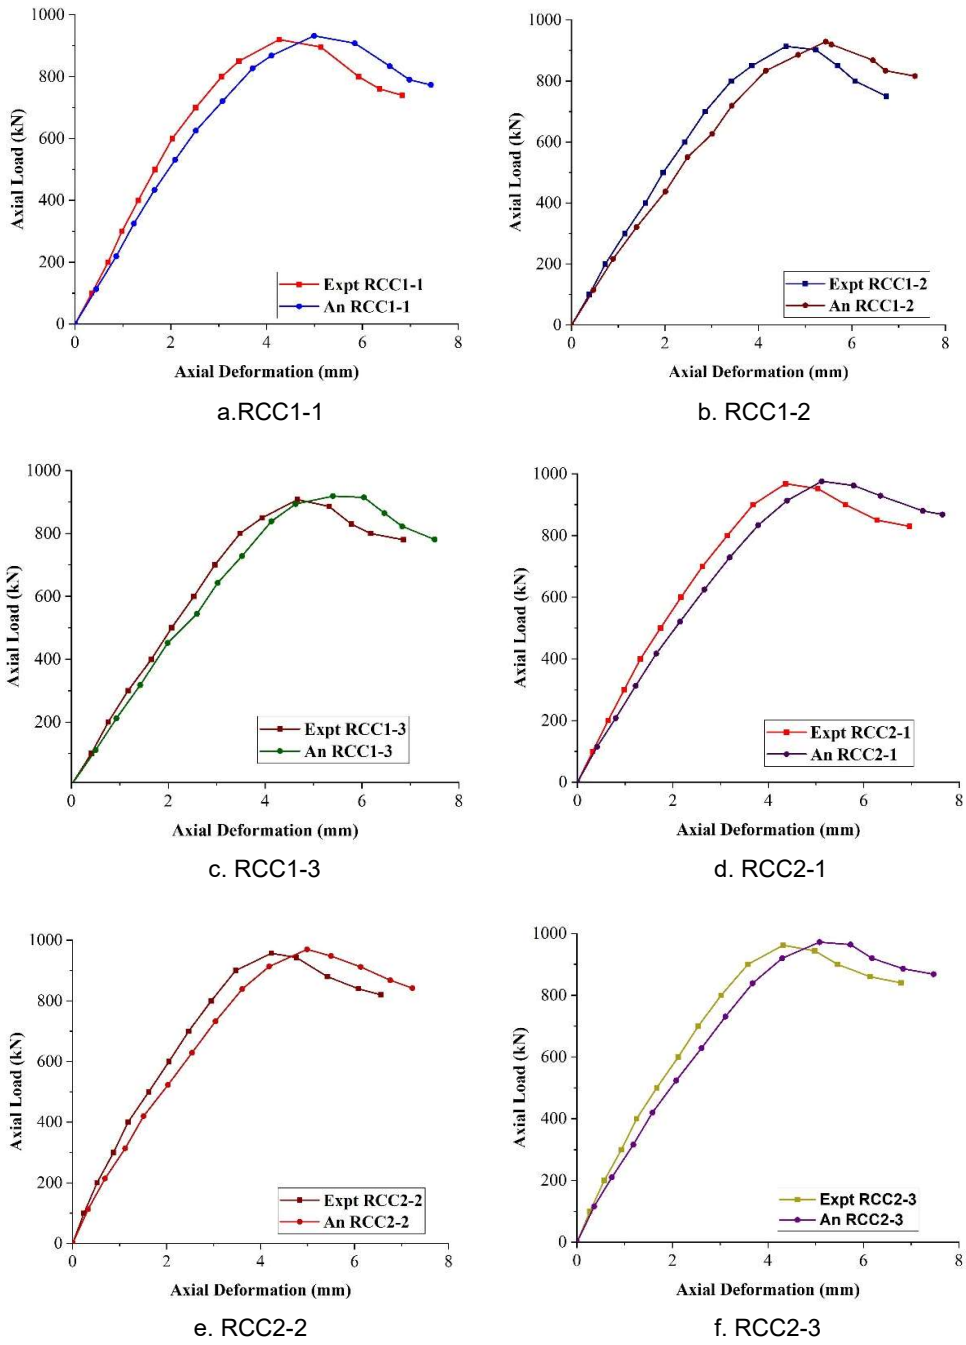 1000
800
600
400
200
0
Axial Load (kN)
Expt RCC1-1
An RCC1-1
0 2 4 6 8
Axial Deformation (mm)
a.RCC1-1
1000
800
600
400
200
0
Axial Load (kN)
Expt RCC1-2
An RCC1-2
0 2 4 6 8
Axial Deformation (mm)
b. RCC1-2
1000
800
600
400
200
Axial Load (kN)
Expt RCC1-3
An RCC1-3
0 2 4 6 8
Axial Deformation (mm)
c. RCC1-3
1000
800
600
400
200
0
Axial Load (kN)
Expt RCC2-1
An RCC2-1
0 2 4 6 8
Axial Deformation (mm)
d. RCC2-1
1000
800
600
400
200
0
Axial Load (kN)
Expt RCC2-2
An RCC2-2
0 2 4 6 8
Axial Deformation (mm)
e. RCC2-2
1000
800
600
400
200
0
Axial Load (kN)
Expt RCC2-3
An RCC2-3
0 2 4 6 8
Axial Deformation (mm)
f. RCC2-3